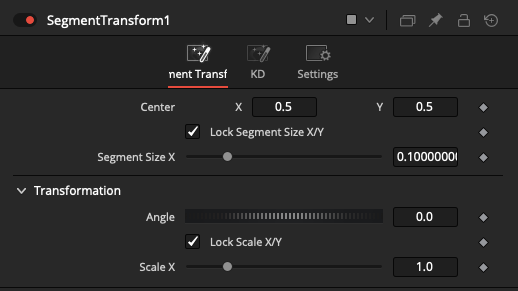 SegmentTransform1
ment Transf KD Settings
Center X 0.5 Y 0.5
Lock Segment Size X/Y
Segment Size X 0.1000000
Transformation
Angle 0.0
Lock Scale X/Y
Scale X 1.0